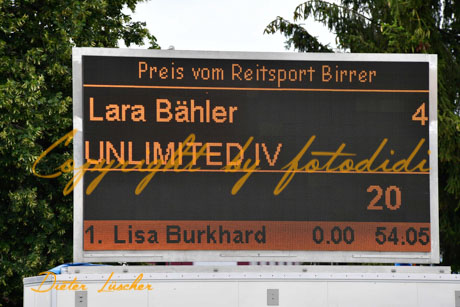 Preis vom Reitsport Birrer
Lara Bähler 4
UNLIMITED IV
Copyright by fotodidi
20
1. Lisa Burkhard 0.00 54.05
Dieter Luscher